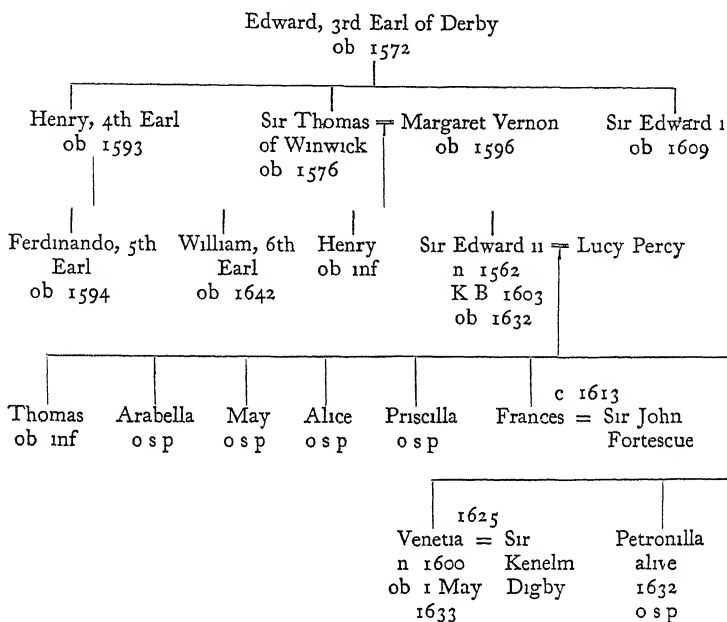 Edward, 3rd Earl of Derby
ob 1572
Henry, 4th Earl
ob 1593
Sir Thomas = Margaret Vernon
of Winwick ob 1596
ob 1576
Sir Edward I
ob 1609
Ferdinando, 5th
Earl
ob 1594
William, 6th
Earl
ob 1642
Henry
ob inf
Sir Edward II = Lucy Percy
n 1562
K B 1603
ob 1632
Thomas
ob inf
Arabella
o s p
May
o s p
Alice
o s p
Priscilla
o s p
c 1613
Frances = Sir John
Fortescue
1625
Venetia = Sir
n 1600 Kenelm
ob 1 May Digby
1633
Petronilla
alive
1632
o s p